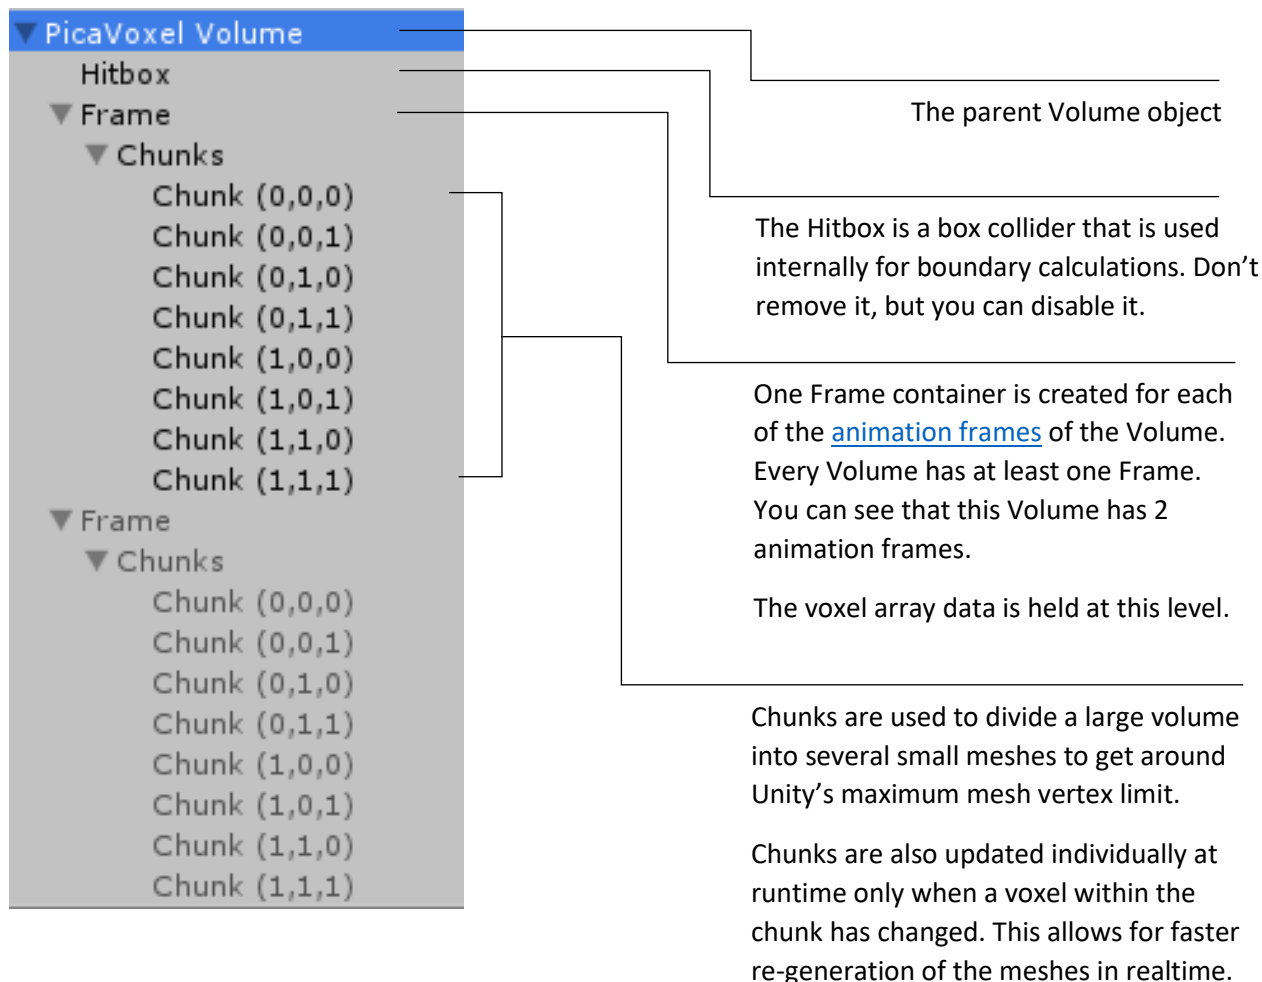 PicaVoxel Volume
Hitbox
Frame
Chunks
Chunk (0,0,0)
Chunk (0,0,1)
Chunk (0,1,0)
Chunk (0,1,1)
Chunk (1,0,0)
Chunk (1,0,1)
Chunk (1,1,0)
Chunk (1,1,1)
Frame
Chunks
Chunk (0,0,0)
Chunk (0,0,1)
Chunk (0,1,0)
Chunk (0,1,1)
Chunk (1,0,0)
Chunk (1,0,1)
Chunk (1,1,0)
Chunk (1,1,1)
The parent Volume object
The Hitbox is a box collider that is used
internally for boundary calculations. Don’t
remove it, but you can disable it.
One Frame container is created for each
of the animation frames of the Volume.
Every Volume has at least one Frame.
You can see that this Volume has 2
animation frames.
The voxel array data is held at this level.
Chunks are used to divide a large volume
into several small meshes to get around
Unity’s maximum mesh vertex limit.
Chunks are also updated individually at
runtime only when a voxel within the
chunk has changed. This allows for faster
re-generation of the meshes in realtime.